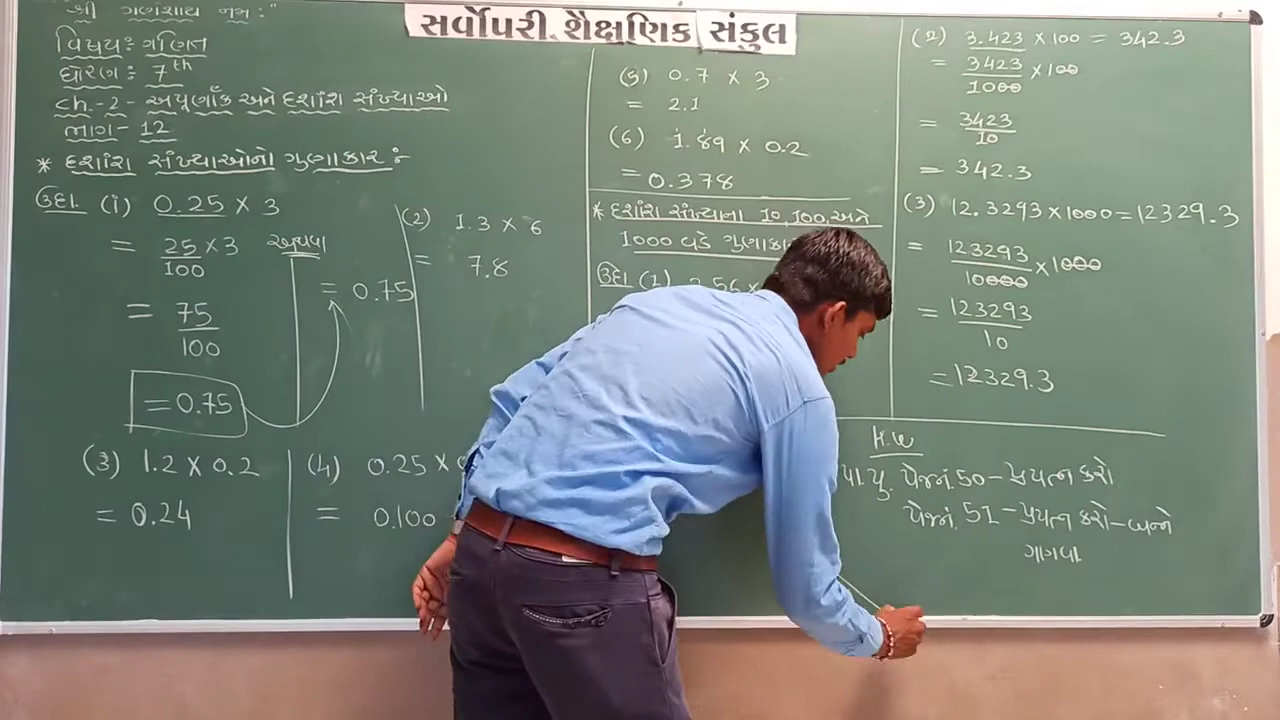 "શ્રી ગણેશાય નમઃ"
સર્વોપરી શૈક્ષણિક સંકુલ
વિષય: ગણિત
ધોરણ: 7th
ch.-2- અપૂર્ણાંક અને દશાંશ સંખ્યાઓ
ભાગ- 12
* દશાંશ સંખ્યાઓનો ગુણાકાર:-
ઉદા. (1) 0.25 × 3
= 25 × 3
100
અથવા
= 75
100
= 0.75
= 0.75
(2) 1.3 × 6
= 7.8
(3) 1.2 × 0.2
= 0.24
(4) 0.25 ×
= 0.100
(5) 0.7 × 3
= 2.1
(6) 1.89 × 0.2
= 0.378
* દશાંશ સંખ્યાના 10,100,અને
1000 વડે
ઉદા (1) 2.56×
(2) 3.423 × 100 = 342.3
= 3423 × 100
1000
= 3423
10
= 342.3
(3) 12.3293 × 1000 = 12329.3
= 123293 × 1000
10000
= 123293
10
= 12329.3
H.W
પા.પુ. પેજનં. 50 - પ્રયત્ન કરો
પેજનં. 51 - પ્રયત્ન કરો - બંને
ગણવા